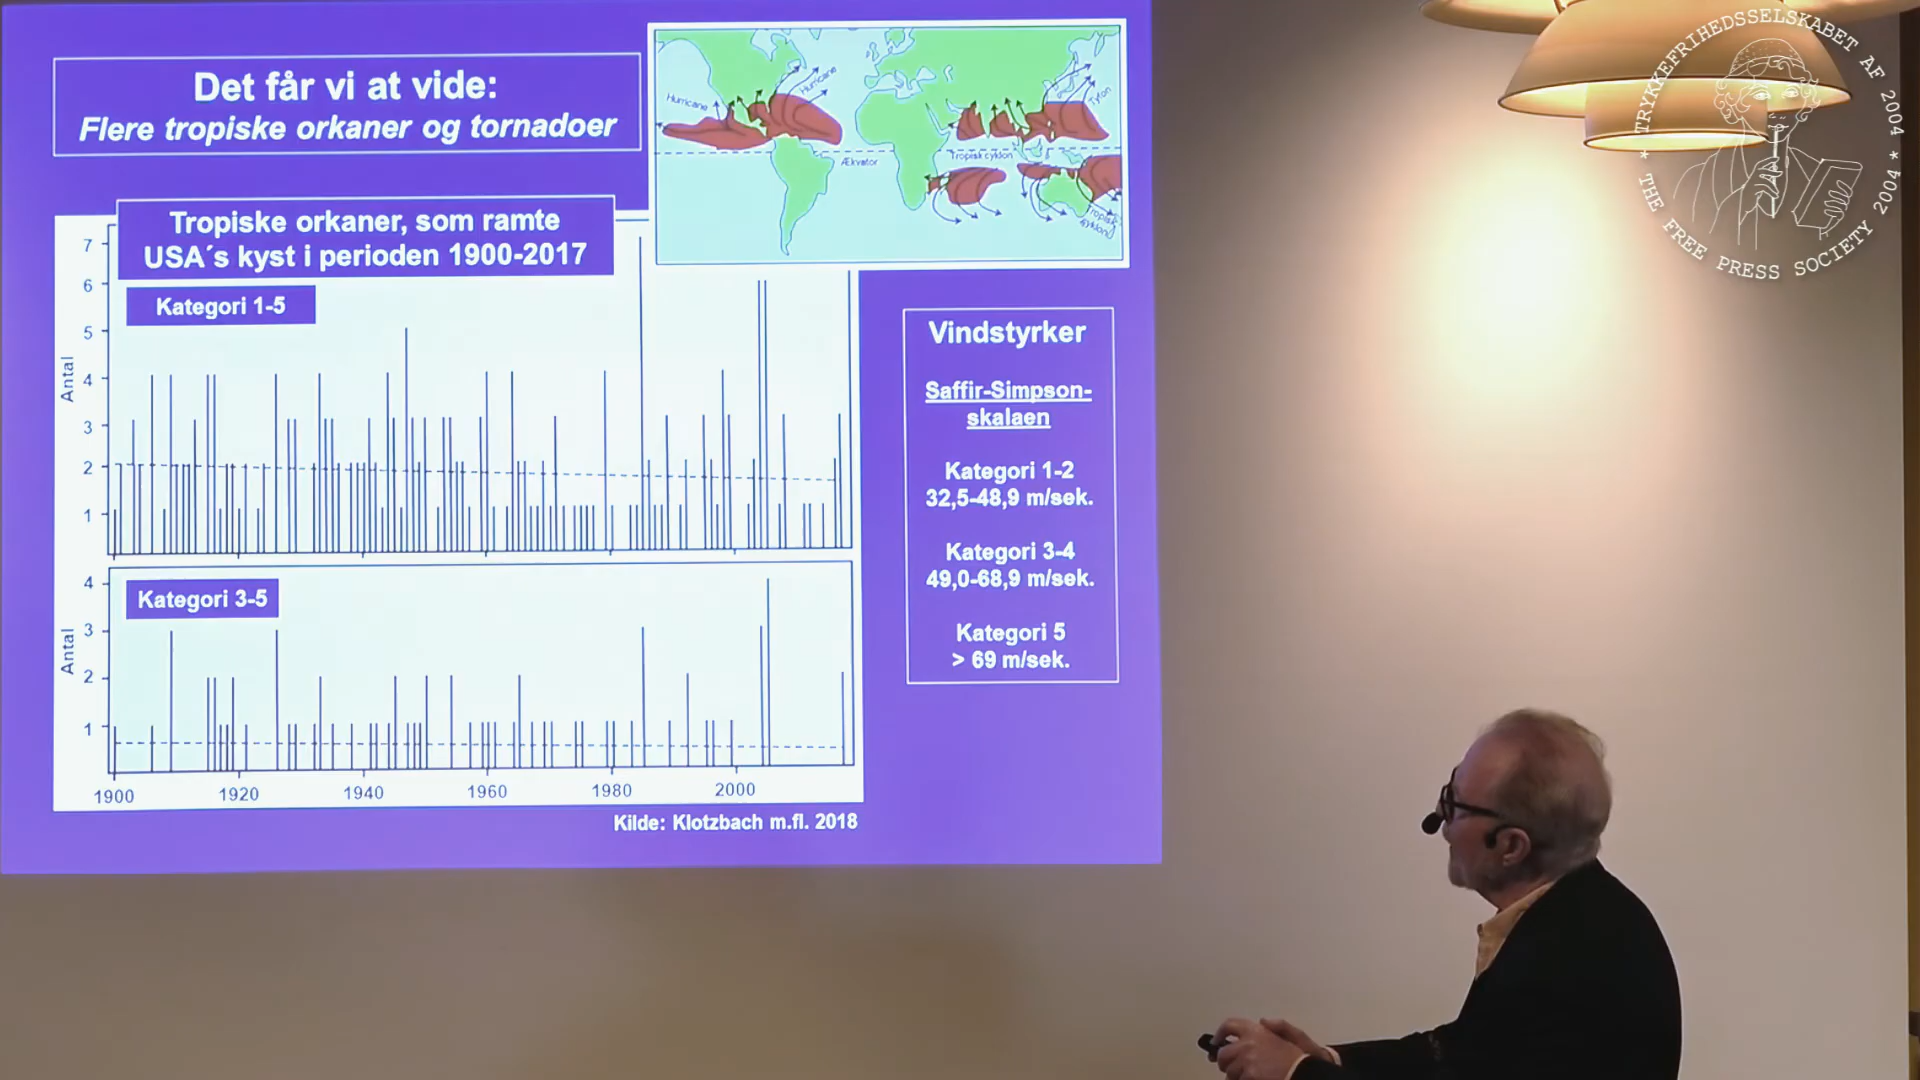 Det får vi at vide:
Flere tropiske orkaner og tornadoer
Hurricane
Hurricane
Tyfon
Ækvator
Tropisk cyklon
Tropisk
cyklon
Tropiske orkaner, som ramte
USA´s kyst i perioden 1900-2017
Kategori 1-5
Antal
7
6
5
4
3
2
1
Kategori 3-5
Antal
4
3
2
1
1900 1920 1940 1960 1980 2000
Kilde: Klotzbach m.fl. 2018
Vindstyrker
Saffir-Simpson-
skalaen
Kategori 1-2
32,5-48,9 m/sek.
Kategori 3-4
49,0-68,9 m/sek.
Kategori 5
> 69 m/sek.
TRYKKEFRIHEDSSELSKABET AF 2004 *
THE FREE PRESS SOCIETY 2004 *